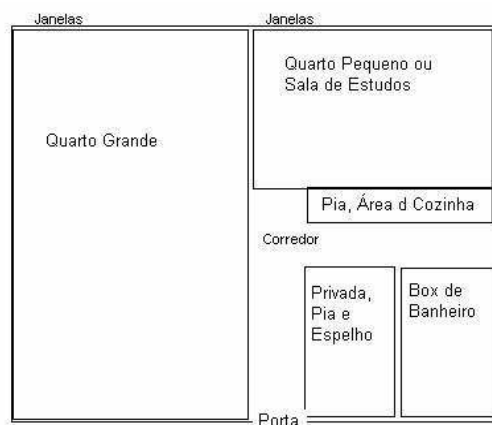 Janelas
Janelas
Quarto Pequeno ou
Sala de Estudos
Quarto Grande
Pia, Área d Cozinha
Corredor
Privada,
Pia e
Espelho
Box de
Banheiro
Porta